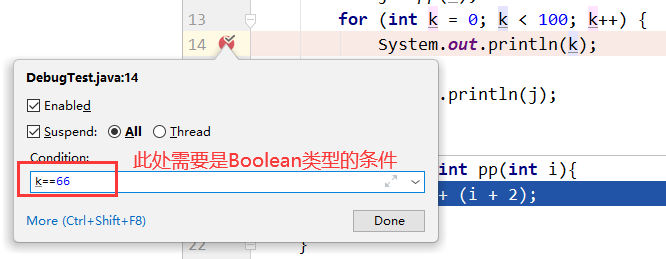 13 for (int k = 0; k < 100; k++) {
14 System.out.println(k);
DebugTest.java:14
Enabled
.println(j);
Suspend: All Thread
Condition:
此处需要是Boolean类型的条件
int pp(int i){
k==66
+ (i + 2);
More (Ctrl+Shift+F8) Done
22 }